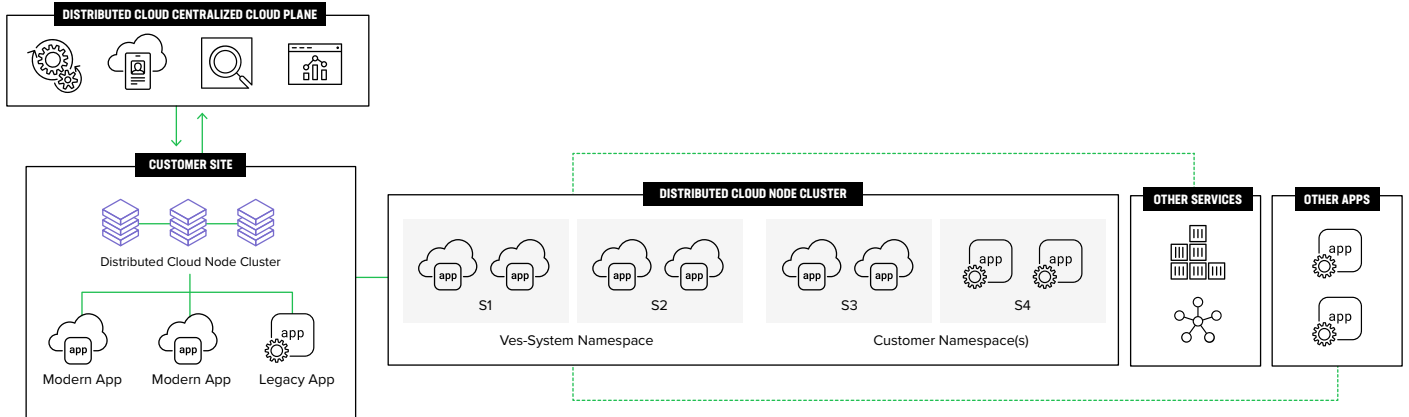 DISTRIBUTED CLOUD CENTRALIZED CLOUD PLANE
CUSTOMER SITE
Distributed Cloud Node Cluster
app
app
app
Modern App
Modern App
Legacy App
DISTRIBUTED CLOUD NODE CLUSTER
app
app
app
app
app
app
app
app
S1
S2
S3
S4
Ves-System Namespace
Customer Namespace(s)
OTHER SERVICES
OTHER APPS
app
app